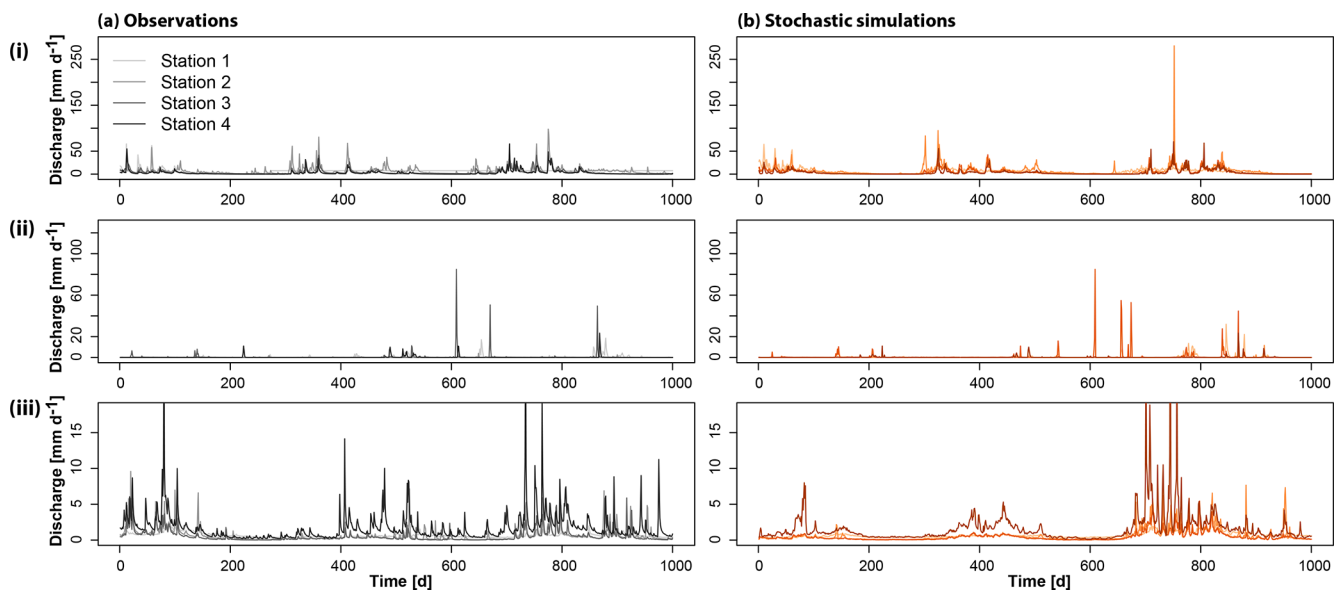 (a) Observations
(b) Stochastic simulations
(i)
Discharge [mm d-1]
0 50 150 250
Station 1
Station 2
Station 3
Station 4
0 200 400 600 800 1000
0 50 150 250
0 200 400 600 800 1000
(ii)
Discharge [mm d-1]
0 20 60 100
0 200 400 600 800 1000
0 20 60 100
0 200 400 600 800 1000
(iii)
Discharge [mm d-1]
0 5 10 15
0 200 400 600 800 1000
Time [d]
0 5 10 15
0 200 400 600 800 1000
Time [d]